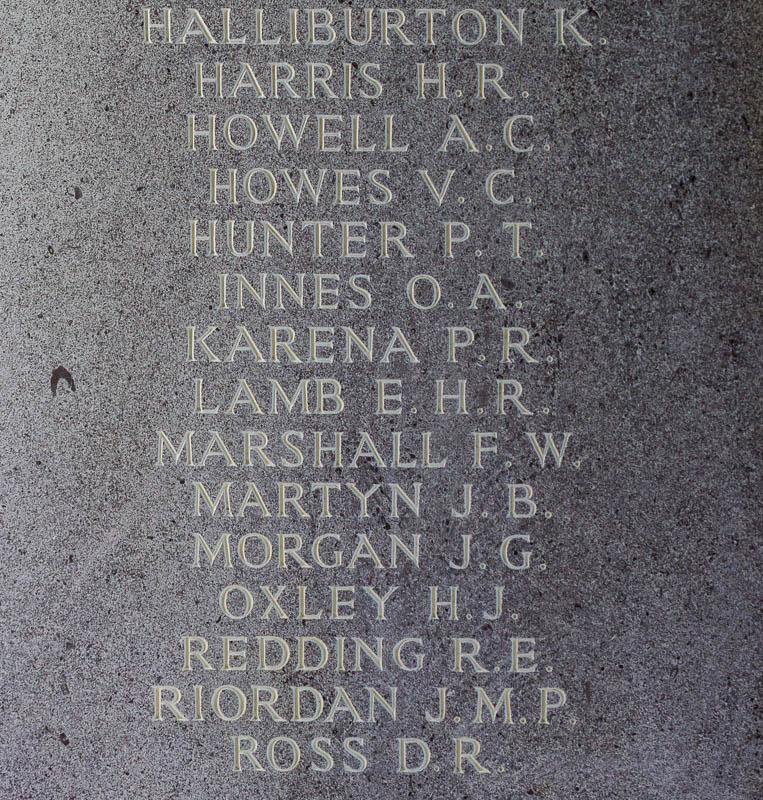 HALLIBURTON K.
HARRIS H.R.
HOWELL A.C.
HOWES V.C.
HUNTER P.T.
INNES O.A.
KARENA P.R.
LAMB E.H.R.
MARSHALL F.W.
MARTYN J.B.
MORGAN J.G.
OXLEY H.J.
REDDING R.E.
RIORDAN J.M.P.
ROSS D.R.